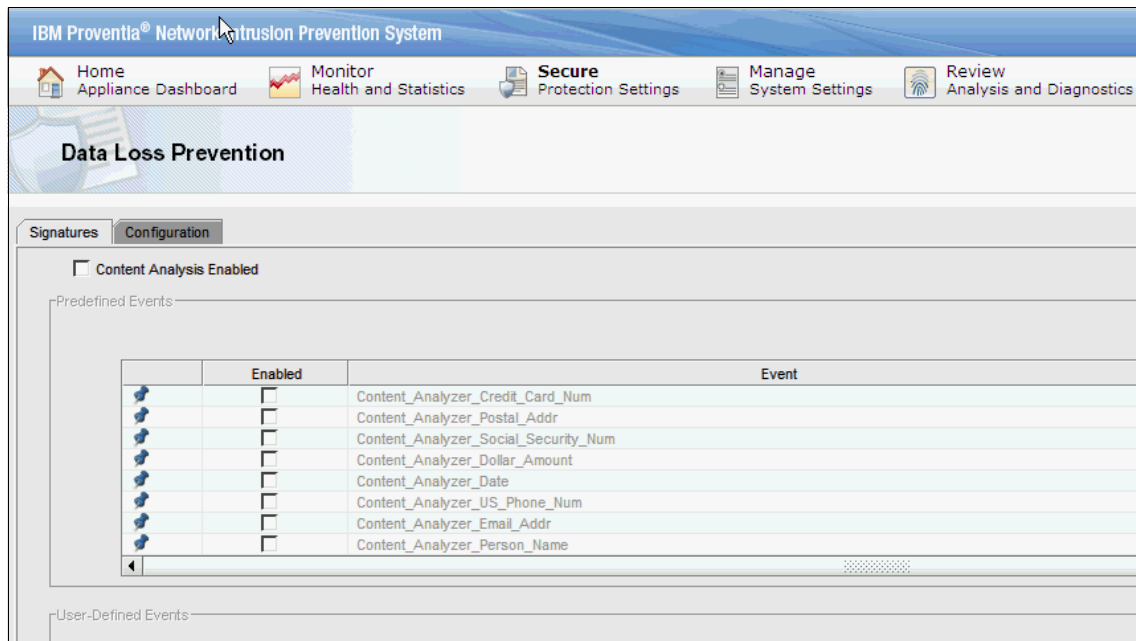 IBM Proventia® Network Intrusion Prevention System
Home
Appliance Dashboard
Monitor
Health and Statistics
Secure
Protection Settings
Manage
System Settings
Review
Analysis and Diagnostics
Data Loss Prevention
Signatures
Configuration
Content Analysis Enabled
Predefined Events
Enabled
Event
Content_Analyzer_Credit_Card_Num
Content_Analyzer_Postal_Addr
Content_Analyzer_Social_Security_Num
Content_Analyzer_Dollar_Amount
Content_Analyzer_Date
Content_Analyzer_US_Phone_Num
Content_Analyzer_Email_Addr
Content_Analyzer_Person_Name
User-Defined Events